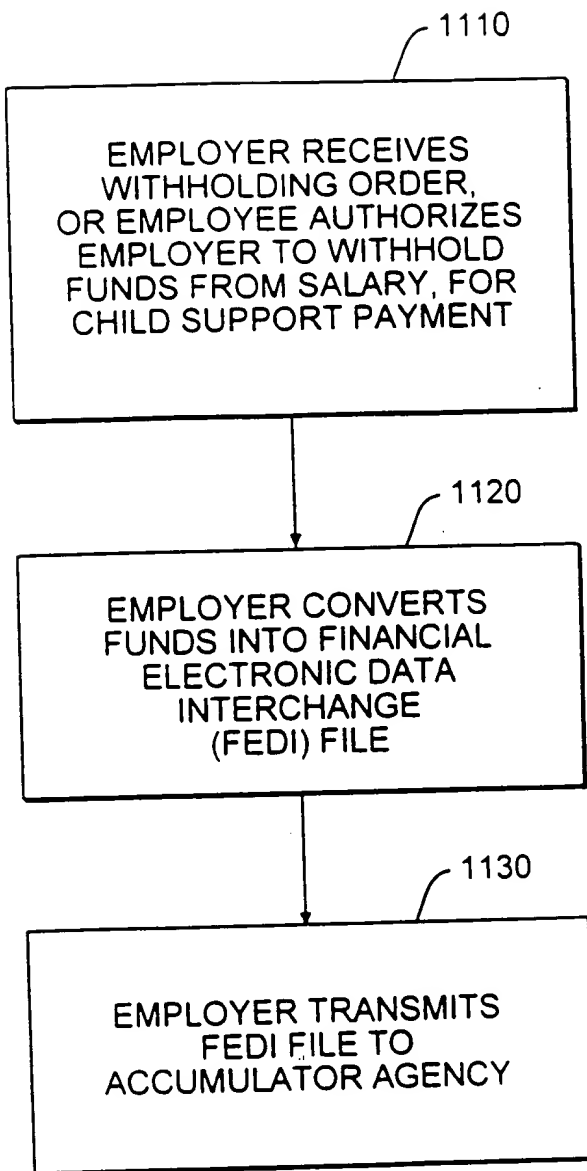 1110
EMPLOYER RECEIVES
WITHHOLDING ORDER,
OR EMPLOYEE AUTHORIZES
EMPLOYER TO WITHHOLD
FUNDS FROM SALARY, FOR
CHILD SUPPORT PAYMENT
1120
EMPLOYER CONVERTS
FUNDS INTO FINANCIAL
ELECTRONIC DATA
INTERCHANGE
(FEDI) FILE
1130
EMPLOYER TRANSMITS
FEDI FILE TO
ACCUMULATOR AGENCY